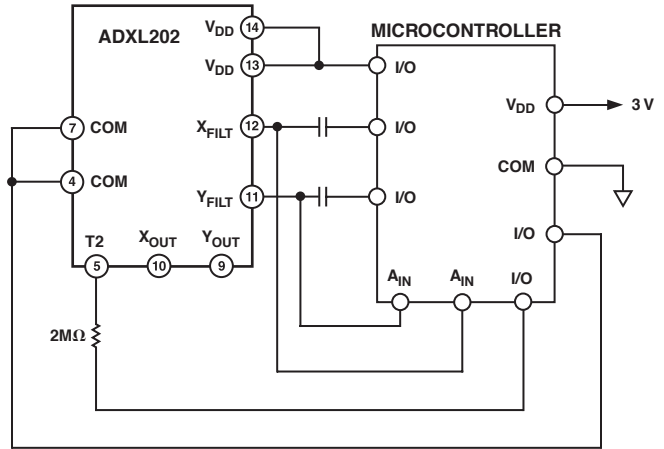 ADXL202
V_DD 14
V_DD 13
7 COM
X_FILT 12
4 COM
Y_FILT 11
T2
5
X_OUT
10
Y_OUT
9
2MΩ
MICROCONTROLLER
I/O
I/O
I/O
V_DD
3 V
COM
I/O
A_IN
A_IN
I/O